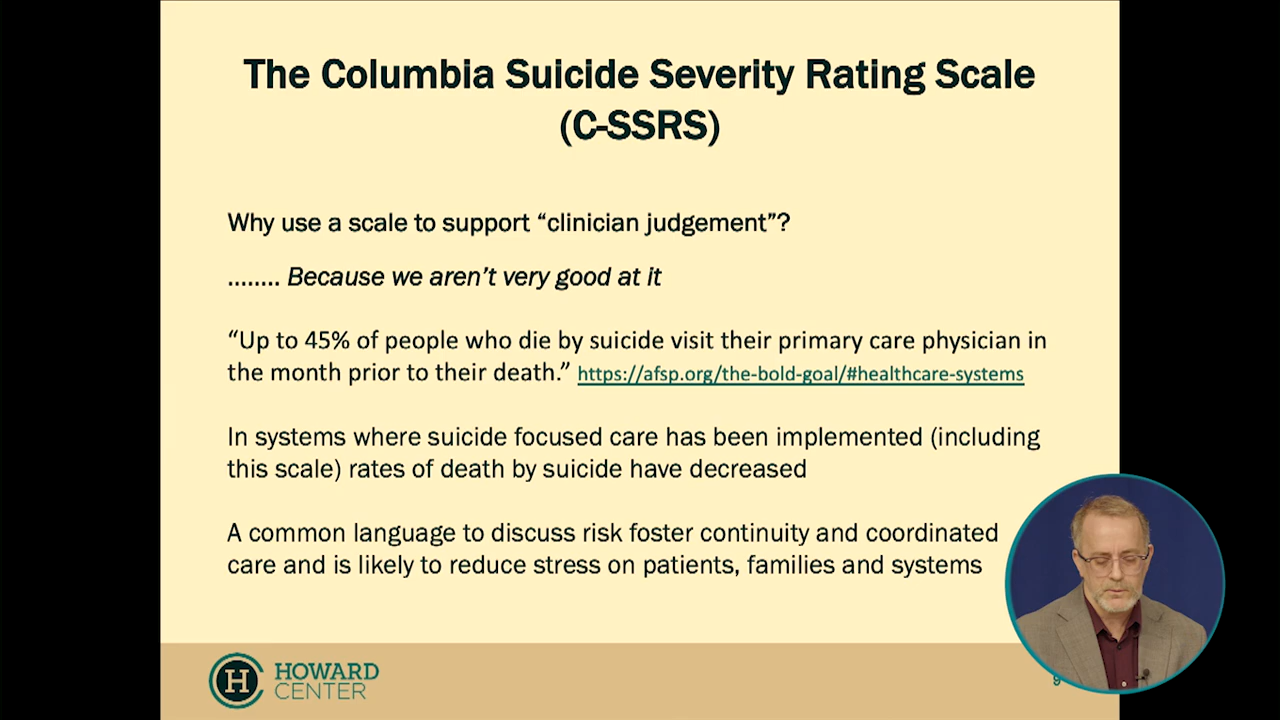 The Columbia Suicide Severity Rating Scale
(C-SSRS)
Why use a scale to support “clinician judgement”?
........ Because we aren’t very good at it
“Up to 45% of people who die by suicide visit their primary care physician in
the month prior to their death.” https://afsp.org/the-bold-goal/#healthcare-systems
In systems where suicide focused care has been implemented (including
this scale) rates of death by suicide have decreased
A common language to discuss risk foster continuity and coordinated
care and is likely to reduce stress on patients, families and systems
H
HOWARD
CENTER
9